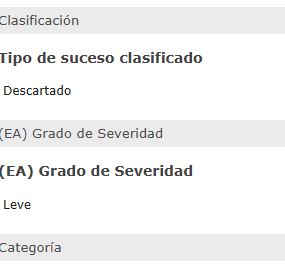 Clasificación
Tipo de suceso clasificado
Descartado
(EA) Grado de Severidad
(EA) Grado de Severidad
Leve
Categoría